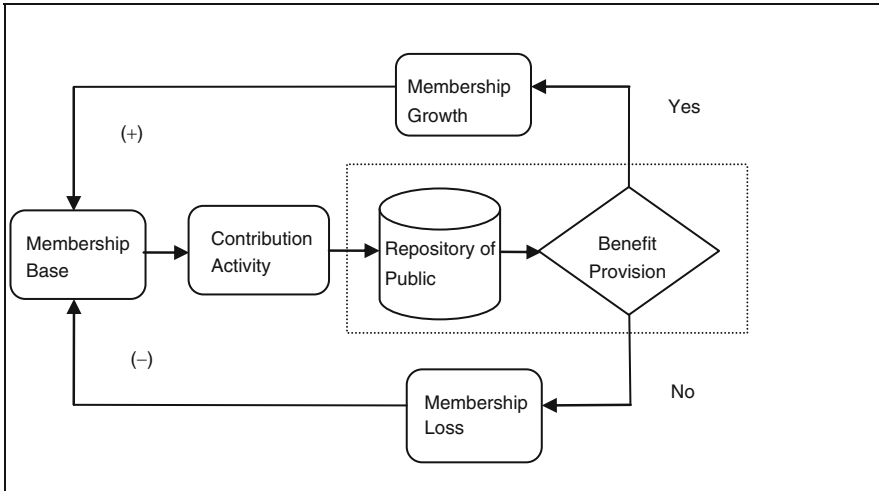 Membership
Growth
Yes
(+)
Membership
Base
Contribution
Activity
Repository of
Public
Benefit
Provision
(−)
No
Membership
Loss